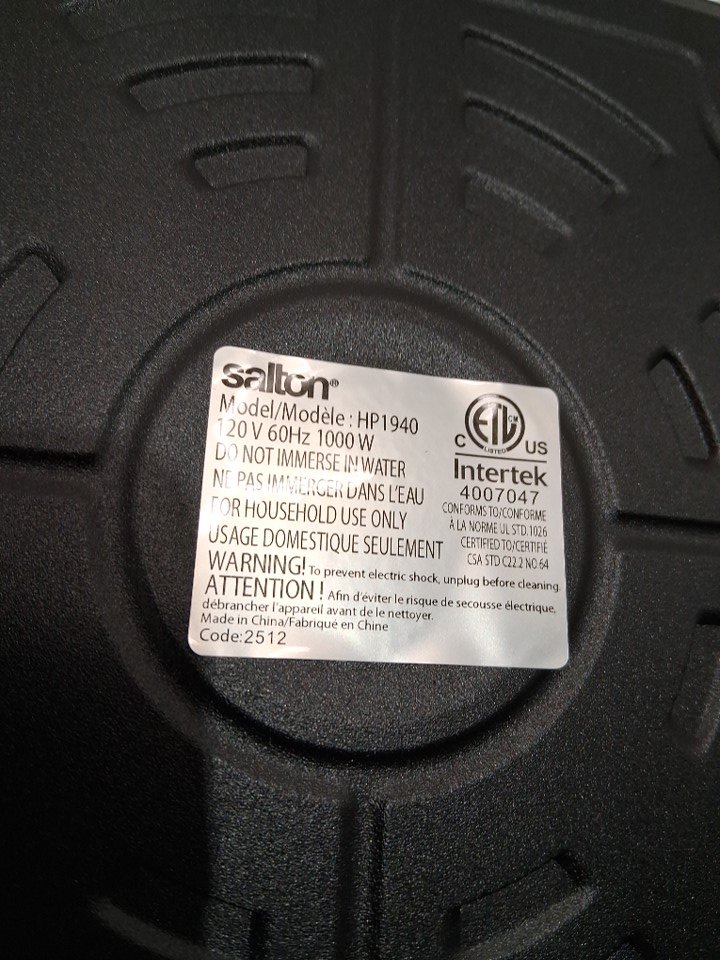 salton®
Model/Modèle : HP1940
120 V 60Hz 1000 W
DO NOT IMMERSE IN WATER
NE PAS IMMERGER DANS L'EAU
FOR HOUSEHOLD USE ONLY
USAGE DOMESTIQUE SEULEMENT
WARNING! To prevent electric shock, unplug before cleaning.
ATTENTION ! Afin d'éviter le risque de secousse électrique,
débrancher l'appareil avant de le nettoyer.
Made in China/Fabriqué en Chine
Code:2512
ETL CM
LISTED
C US
Intertek
4007047
CONFORMS TO/CONFORME
À LA NORME UL STD.1026
CERTIFIED TO/CERTIFIÉ
CSA STD C22.2 NO.64